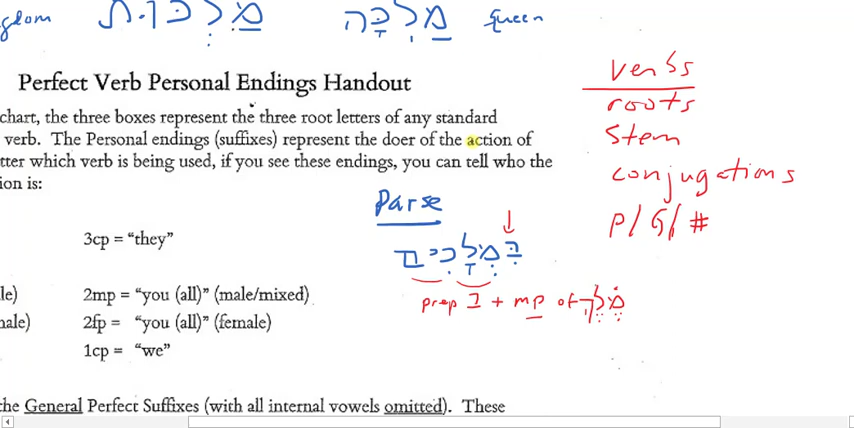 gdom מַלְכוּת מַלְכָּה Queen
Perfect Verb Personal Endings Handout
chart, the three boxes represent the three root letters of any standard
verb. The Personal endings (suffixes) represent the doer of the action of
tter which verb is being used, if you see these endings, you can tell who the
ion is:
verbs
roots
stem
conjugations
P/G/#
Parse
בִּמְלָכִים
prep ב + mp of מֶלֶךְ
3cp = “they”
le) 2mp = “you (all)” (male/mixed)
nale) 2fp = “you (all)” (female)
1cp = “we”
the General Perfect Suffixes (with all internal vowels omitted). These